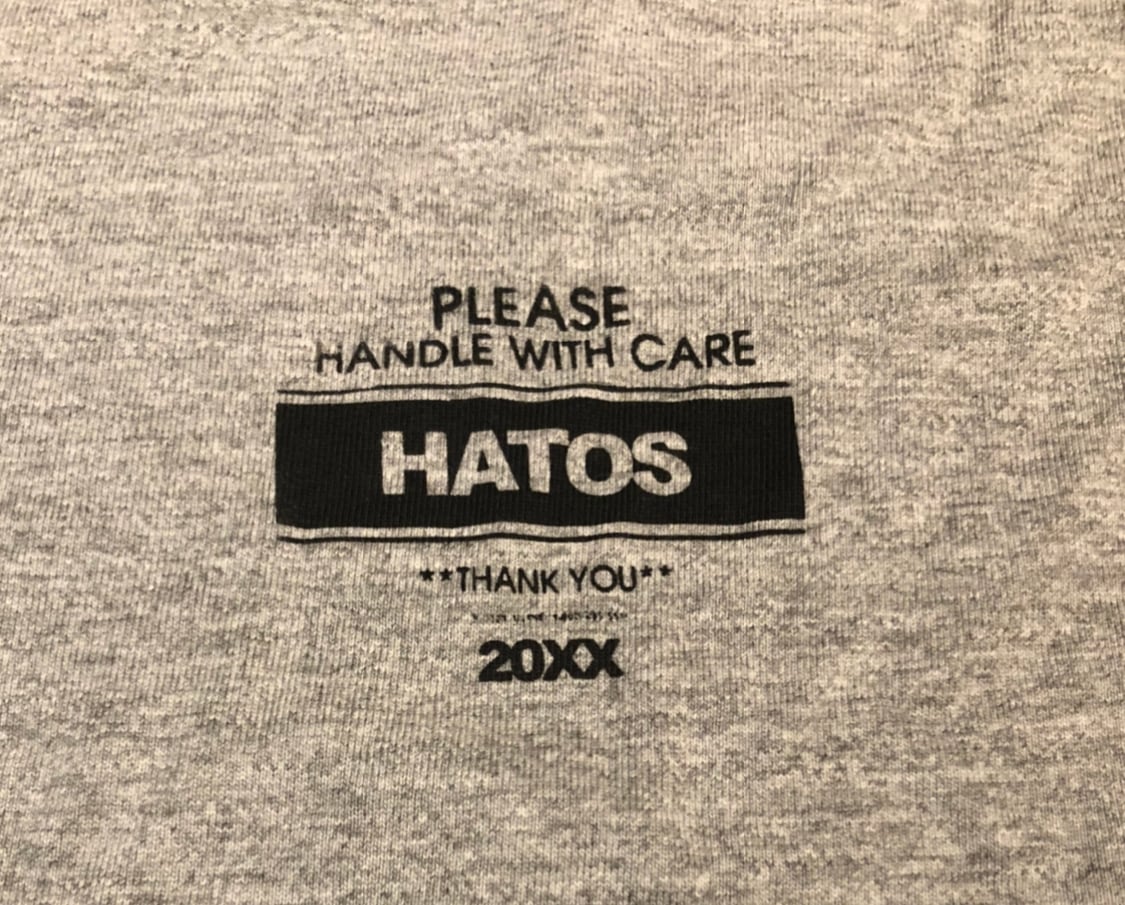 PLEASE
HANDLE WITH CARE
HATOS
**THANK YOU**
20XX